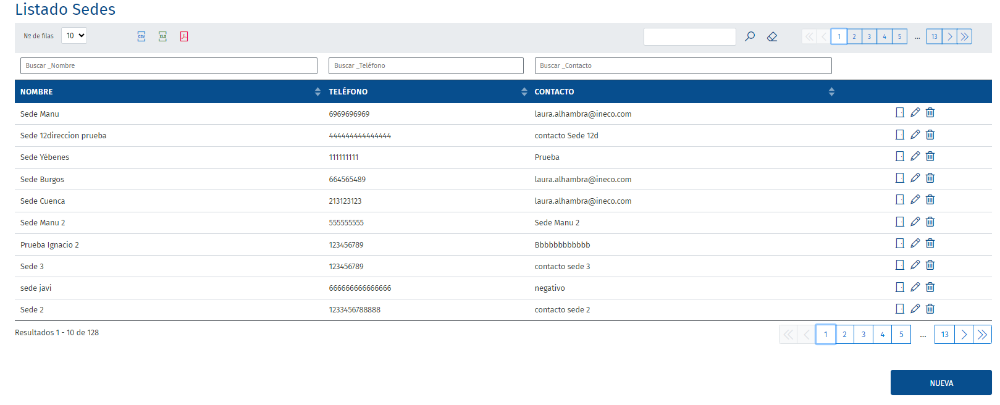 Listado Sedes
Nº de filas 10 CSV XLS 1 2 3 4 5 ... 13
Buscar _Nombre Buscar _Teléfono Buscar _Contacto
NOMBRE TELÉFONO CONTACTO
Sede Manu 6969696969 laura.alhambra@ineco.com
Sede 12direccion prueba 444444444444444 contacto Sede 12d
Sede Yébenes 111111111 Prueba
Sede Burgos 664565489 laura.alhambra@ineco.com
Sede Cuenca 213123123 laura.alhambra@ineco.com
Sede Manu 2 555555555 Sede Manu 2
Prueba Ignacio 2 123456789 Bbbbbbbbbbbb
Sede 3 123456789 contacto sede 3
sede javi 666666666666666 negativo
Sede 2 1233456788888 contacto sede 2
Resultados 1 - 10 de 128 1 2 3 4 5 ... 13
NUEVA